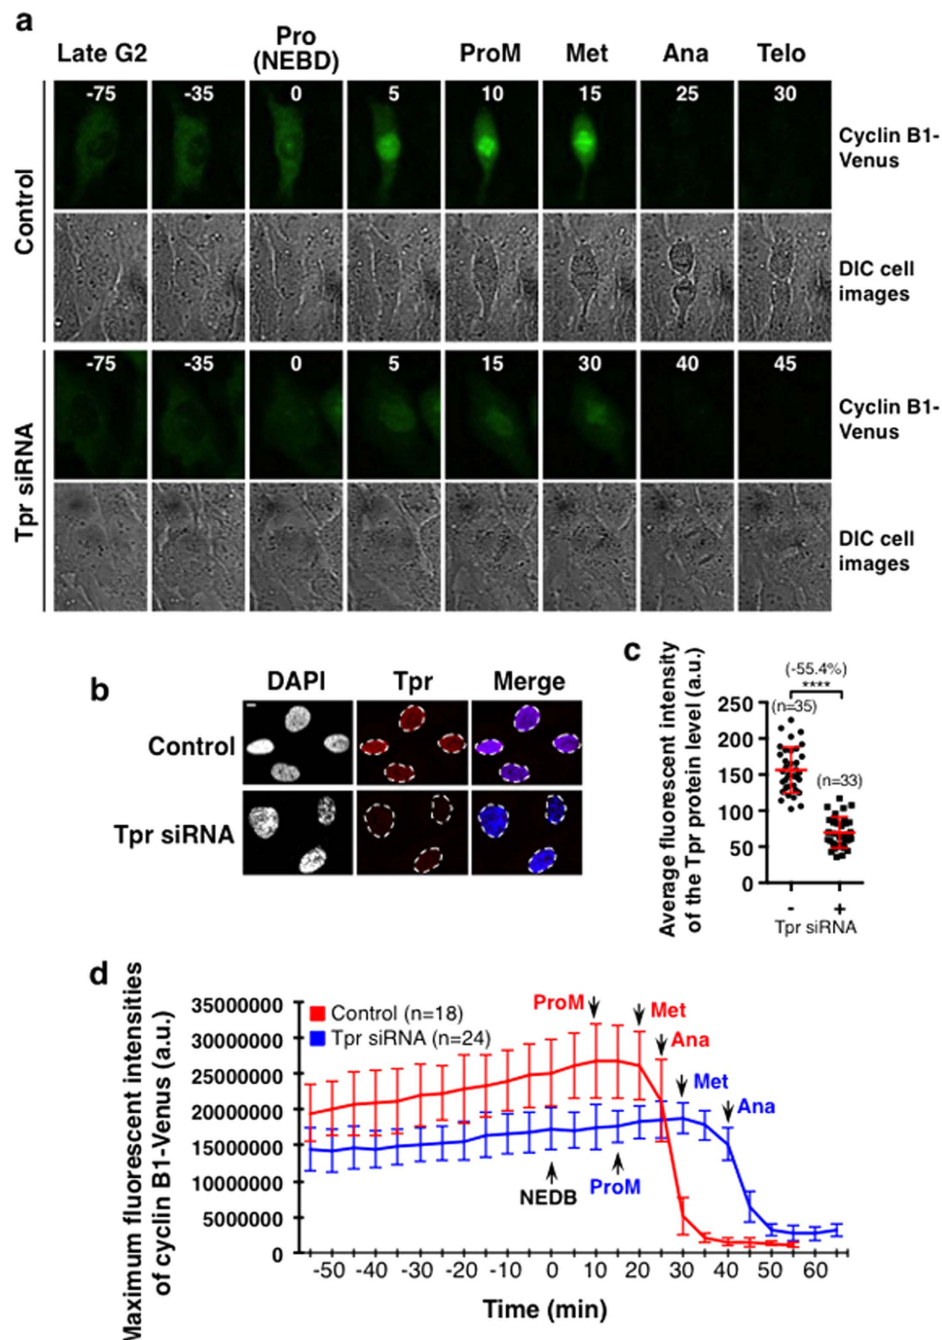 a
Late G2
Pro
(NEBD)
ProM
Met
Ana
Telo
Control
-75
-35
0
5
10
15
25
30
Cyclin B1-
Venus
DIC cell
images
Tpr siRNA
-75
-35
0
5
15
30
40
45
Cyclin B1-
Venus
DIC cell
images
b
DAPI
Tpr
Merge
Control
Tpr siRNA
c
Average fluorescent intensity
of the Tpr protein level (a.u.)
(-55.4%)
****
(n=35)
(n=33)
250
200
150
100
50
0
-
+
Tpr siRNA
d
Maximum fluorescent intensities
of cyclin B1-Venus (a.u.)
35000000
30000000
25000000
20000000
15000000
10000000
5000000
0
Control (n=18)
Tpr siRNA (n=24)
ProM
Met
Ana
Met
Ana
NEDB
ProM
-50 -40 -30 -20 -10 0 10 20 30 40 50 60
Time (min)